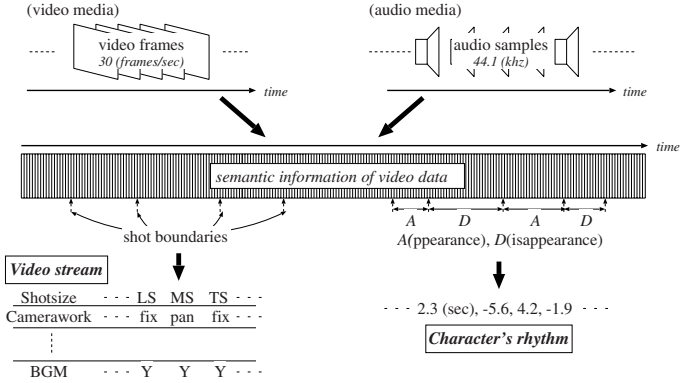 (video media)
(audio media)
video frames
30 (frames/sec)
audio samples
44.1 (khz)
time
time
time
semantic information of video data
A D A D
shot boundaries
A(ppearance), D(isappearance)
Video stream
Shotsize - - - LS MS TS - - -
Camerawork - - - fix pan fix - - -
BGM - - - Y Y Y - - -
- - - 2.3 (sec), -5.6, 4.2, -1.9 - - -
Character's rhythm